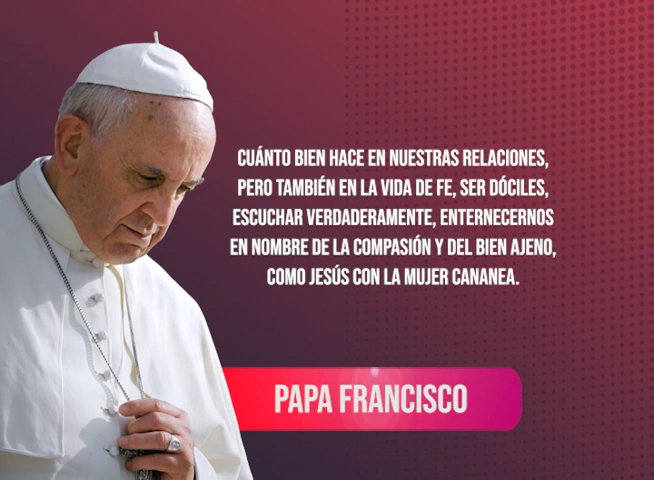 CUÁNTO BIEN HACE EN NUESTRAS RELACIONES,
PERO TAMBIÉN EN LA VIDA DE FE, SER DÓCILES,
ESCUCHAR VERDADERAMENTE, ENTERNECERNOS
EN NOMBRE DE LA COMPASIÓN Y DEL BIEN AJENO,
COMO JESÚS CON LA MUJER CANANEA.
PAPA FRANCISCO